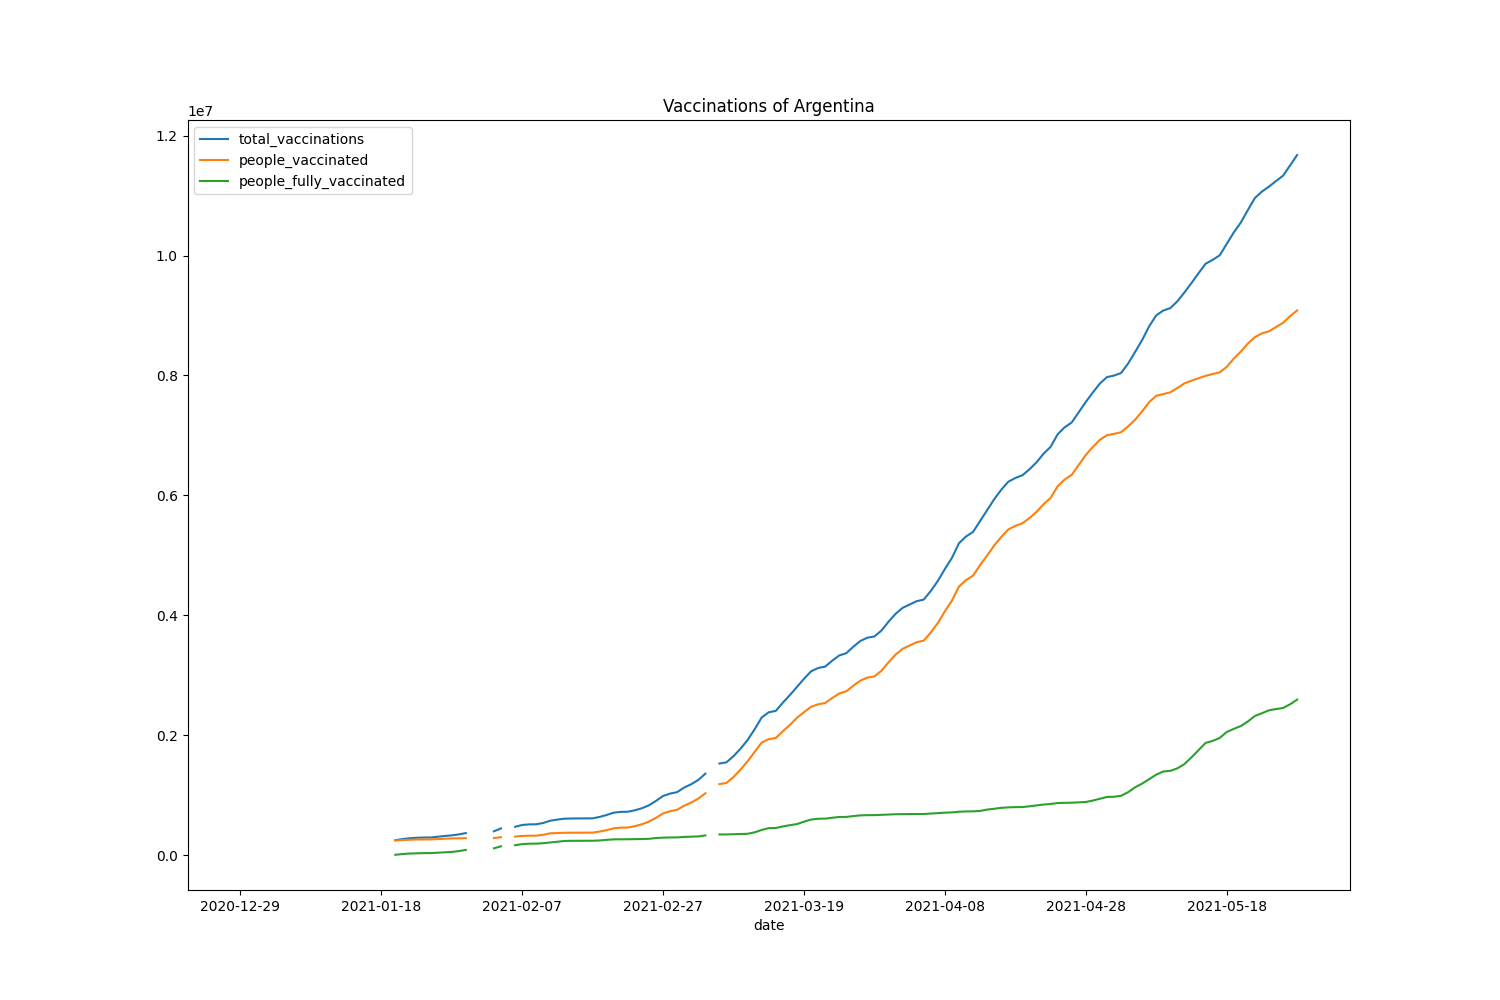 Vaccinations of Argentina
1e7
total_vaccinations
people_vaccinated
people_fully_vaccinated
1.2
1.0
0.8
0.6
0.4
0.2
0.0
2020-12-29 2021-01-18 2021-02-07 2021-02-27 2021-03-19 2021-04-08 2021-04-28 2021-05-18
date